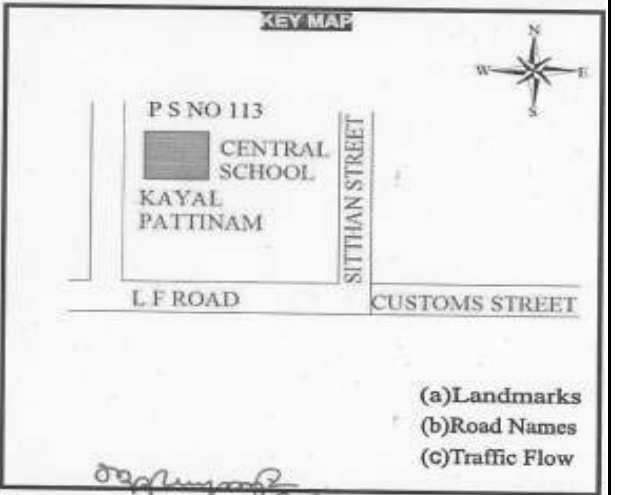 KEY MAP
N
W
E
S
P S NO 113
CENTRAL
SCHOOL
KAYAL
PATTINAM
SITTHAN STREET
L F ROAD
CUSTOMS STREET
(a)Landmarks
(b)Road Names
(c)Traffic Flow